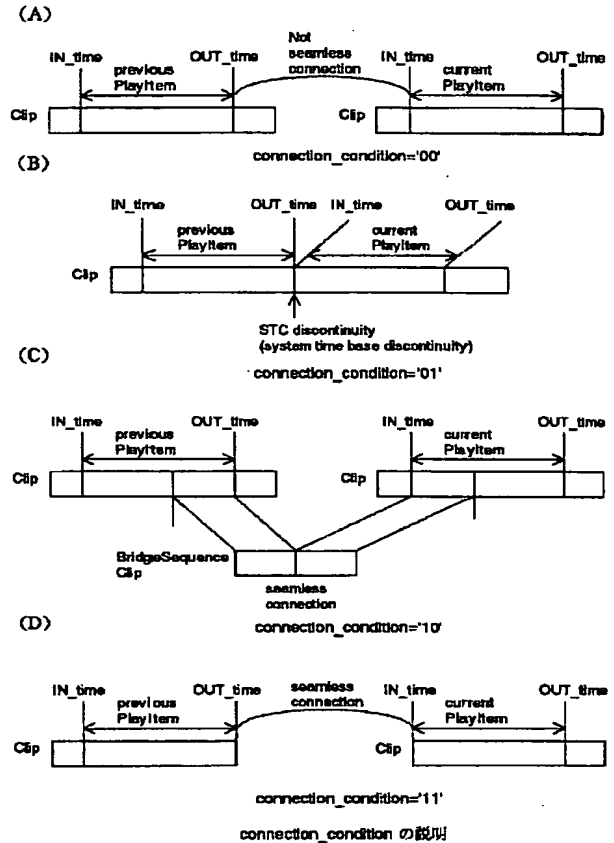 (A)
Not
seamless
connection
IN_time
OUT_time
IN_time
OUT_time
previous
PlayItem
current
PlayItem
Clip
Clip
connection_condition='00'
(B)
IN_time
OUT_time
IN_time
OUT_time
previous
PlayItem
current
PlayItem
Clip
STC discontinuity
(system time base discontinuity)
connection_condition='01'
(C)
IN_time
OUT_time
IN_time
OUT_time
previous
PlayItem
current
PlayItem
Clip
Clip
BridgeSequence
Clip
seamless
connection
connection_condition='10'
(D)
IN_time
OUT_time
seamless
connection
IN_time
OUT_time
previous
PlayItem
current
PlayItem
Clip
Clip
connection_condition='11'
connection_condition の説明